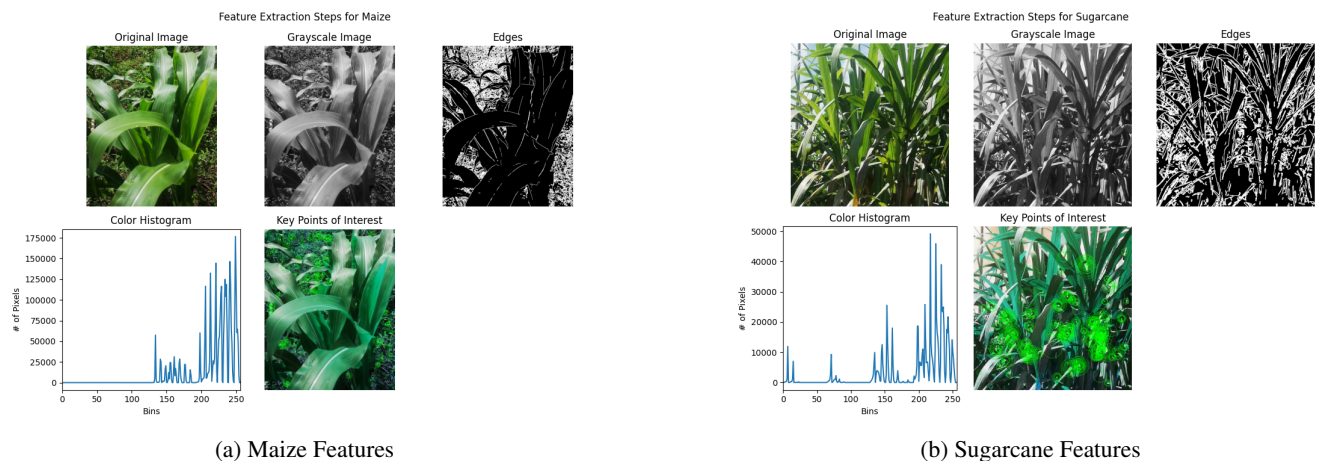 Feature Extraction Steps for Maize
Original Image
Grayscale Image
Edges
Color Histogram
Key Points of Interest
175000
150000
125000
100000
75000
50000
25000
0
# of Pixels
0 50 100 150 200 250
Bins
(a) Maize Features
Feature Extraction Steps for Sugarcane
Original Image
Grayscale Image
Edges
Color Histogram
Key Points of Interest
50000
40000
30000
20000
10000
0
# of Pixels
0 50 100 150 200 250
Bins
(b) Sugarcane Features